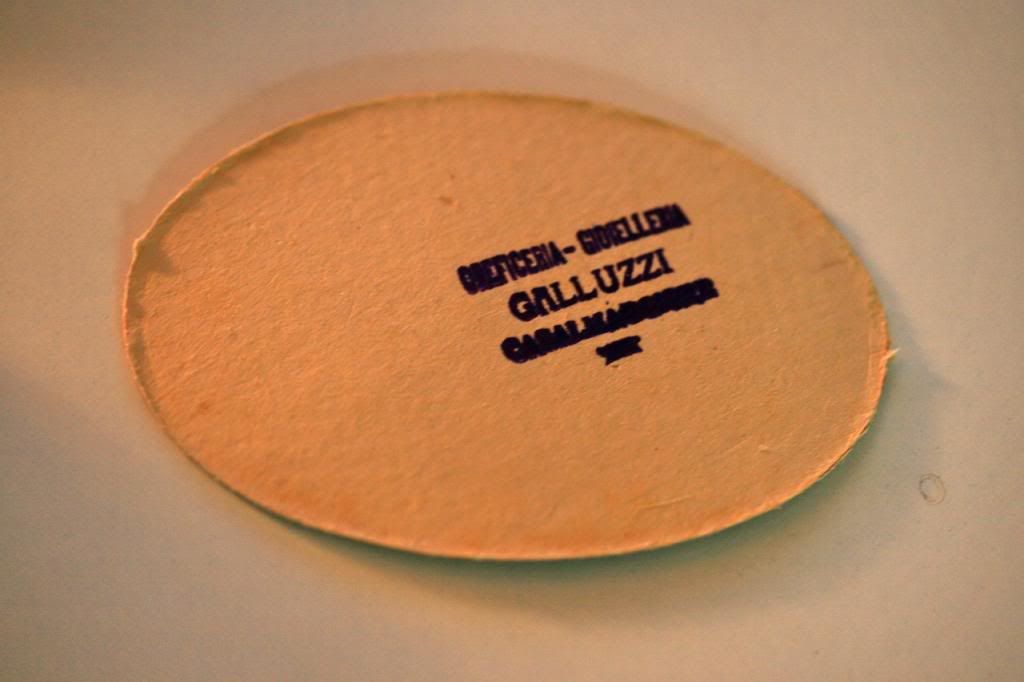 OREFICERIA - GIOIELLERIA
GALLUZZI
CASALMAGGIORE